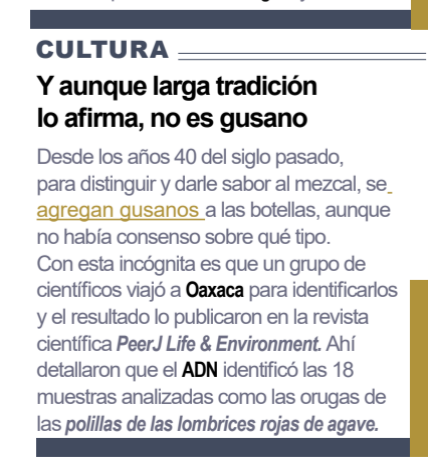 CULTURA
Y aunque larga tradición
lo afirma, no es gusano
Desde los años 40 del siglo pasado,
para distinguir y darle sabor al mezcal, se
agregan gusanos a las botellas, aunque
no había consenso sobre qué tipo.
Con esta incógnita es que un grupo de
científicos viajó a Oaxaca para identificarlos
y el resultado lo publicaron en la revista
científica PeerJ Life & Environment. Ahí
detallaron que el ADN identificó las 18
muestras analizadas como las orugas de
las polillas de las lombrices rojas de agave.